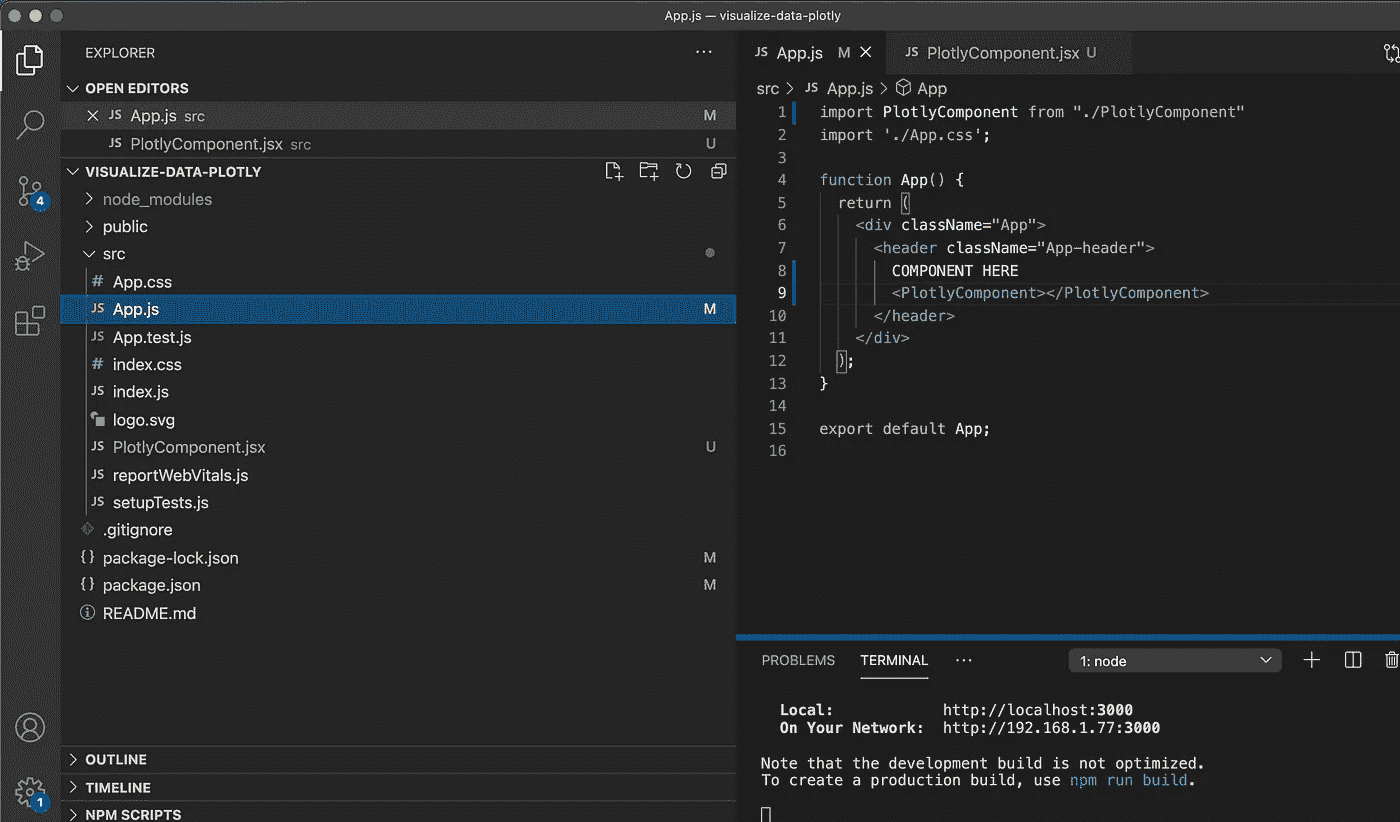 App.js — visualize-data-plotly
EXPLORER
OPEN EDITORS
JS App.js src M
JS PlotlyComponent.jsx src U
VISUALIZE-DATA-PLOTLY
node_modules
public
src
# App.css
JS App.js M
JS App.test.js
# index.css
JS index.js
logo.svg
JS PlotlyComponent.jsx U
JS reportWebVitals.js
JS setupTests.js
.gitignore
{} package-lock.json M
{} package.json M
README.md
OUTLINE
TIMELINE
NPM SCRIPTS
4
1
JS App.js M JS PlotlyComponent.jsx U
src > JS App.js > App
1 import PlotlyComponent from "./PlotlyComponent"
2 import './App.css';
3
4 function App() {
5 return (
6 <div className="App">
7 <header className="App-header">
8 COMPONENT HERE
9 <PlotlyComponent></PlotlyComponent>
10 </header>
11 </div>
12 );
13 }
14
15 export default App;
16
PROBLEMS TERMINAL ··· 1: node
Local: http://localhost:3000
On Your Network: http://192.168.1.77:3000
Note that the development build is not optimized.
To create a production build, use npm run build.